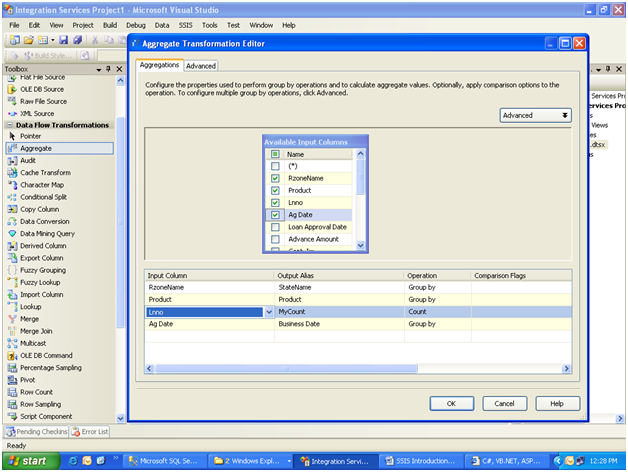 Integration Services Project1 - Microsoft Visual Studio
File Edit View Project Build Debug Data SSIS Tools Test Window Help
Build Style...
Toolbox
Flat File Source
OLE DB Source
Raw File Source
XML Source
Data Flow Transformations
Pointer
Aggregate
Audit
Cache Transform
Character Map
Conditional Split
Copy Column
Data Conversion
Data Mining Query
Derived Column
Export Column
Fuzzy Grouping
Fuzzy Lookup
Import Column
Lookup
Merge
Merge Join
Multicast
OLE DB Command
Percentage Sampling
Pivot
Row Count
Row Sampling
Script Component
Aggregate Transformation Editor
Aggregations Advanced
Configure the properties used to perform group by operations and to calculate aggregate values. Optionally, apply comparison options to the
operation. To configure multiple group by operations, click Advanced.
Advanced
Available Input Columns
Name
(*)
RzoneName
Product
Lnno
Ag Date
Loan Approval Date
Advance Amount
Input Column Output Alias Operation Comparison Flags
RzoneName StateName Group by
Product Product Group by
Lnno MyCount Count
Ag Date Business Date Group by
OK Cancel Help
Services Pro
ervices Pro
s
Views
es
.dtsx
us
Pending Checkins Error List
Ready
start Microsoft SQL Se... 2 Windows Expl... Integration Servi... SSIS Introduction... C#, VB.NET, ASP... 12:28 PM